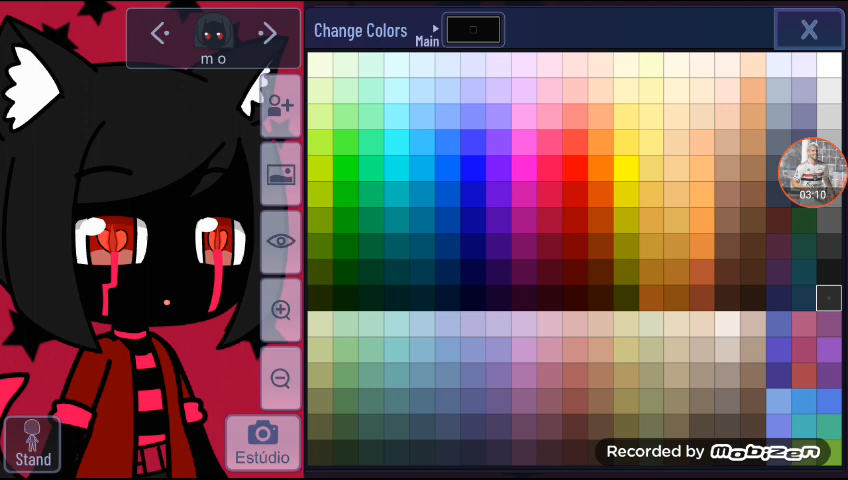 Change Colors
Main
X
m o
03:10
Stand
Estúdio
Recorded by mobizen